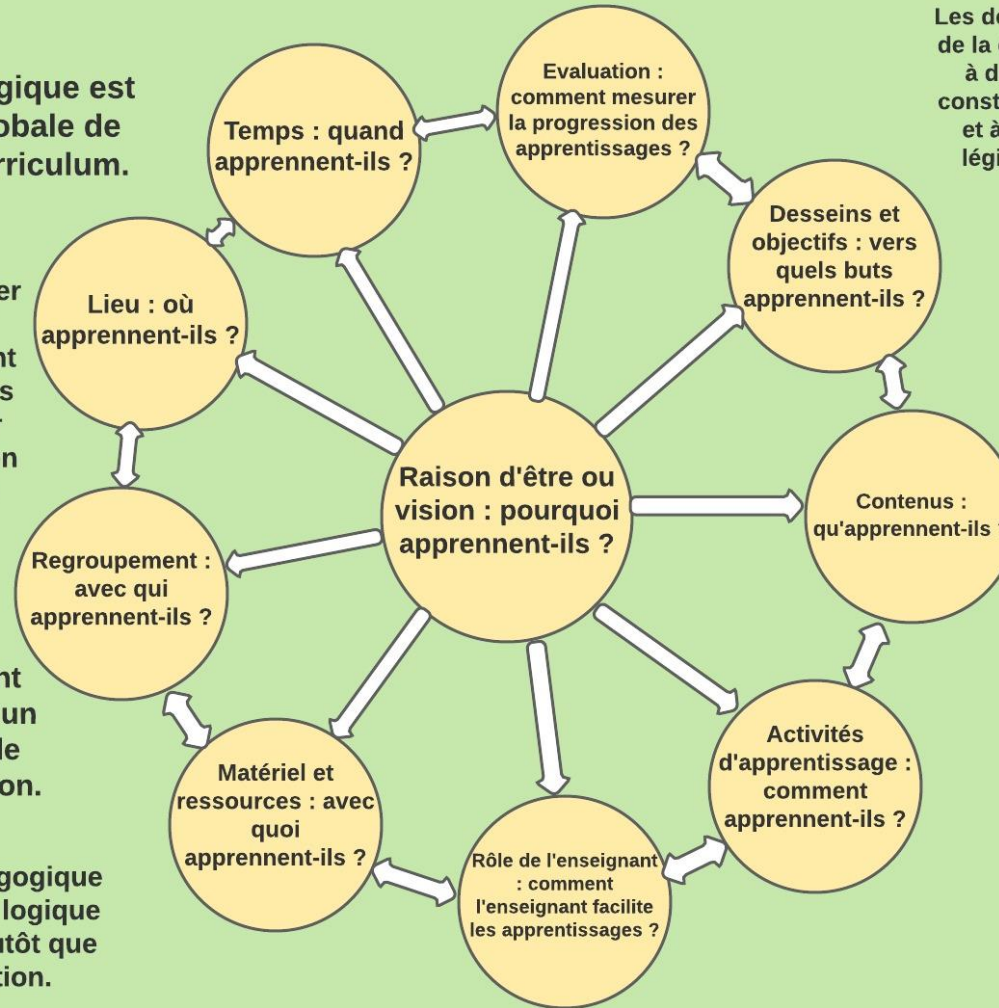 gique est
obale de
rriculum.
er
nt
s
on
nt
un
de
on.
gogique
logique
utôt que
tion.
Temps : quand
apprennent-ils ?
Evaluation :
comment mesurer
la progression des
apprentissages ?
Les de
de la
à d
const
et à
légi
Desseins et
objectifs : vers
quels buts
apprennent-ils ?
Lieu : où
apprennent-ils ?
Raison d'être ou
vision : pourquoi
apprennent-ils ?
Contenus :
qu'apprennent-ils
Regroupement :
avec qui
apprennent-ils ?
Activités
d'apprentissage :
comment
apprennent-ils ?
Matériel et
ressources : avec
quoi
apprennent-ils ?
Rôle de l'enseignant
: comment
l'enseignant facilite
les apprentissages ?